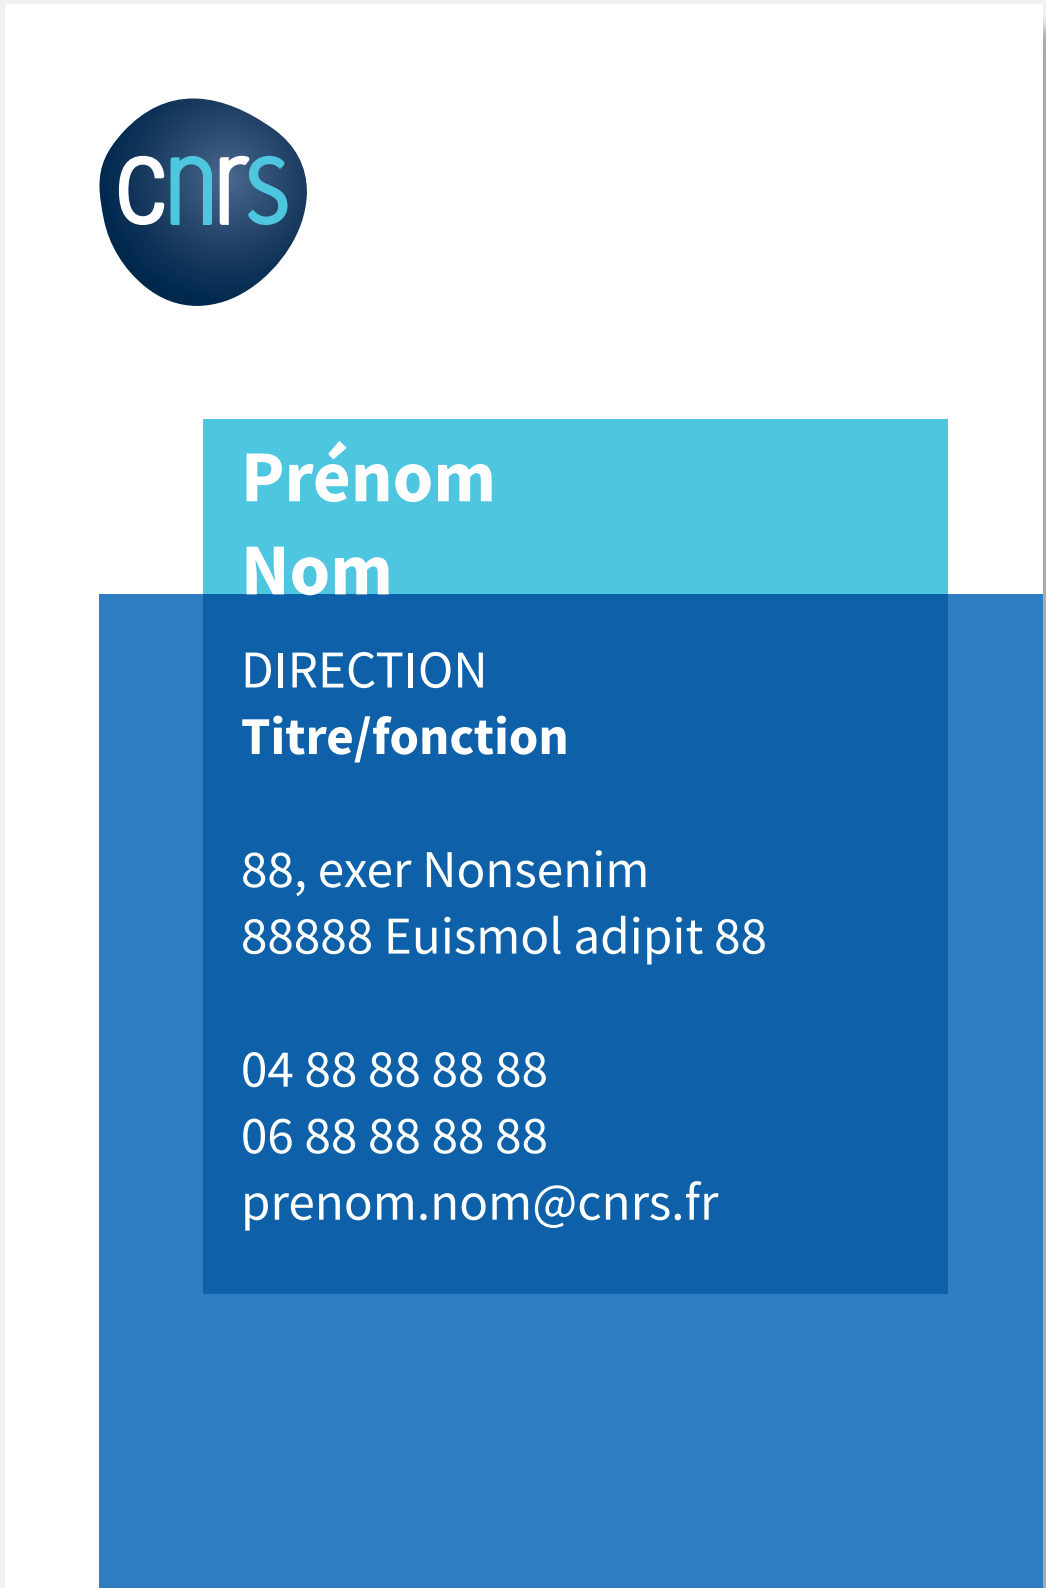 cnrs
Prénom
Nom
DIRECTION
Titre/fonction
88, exer Nonsenim
88888 Euismol adipit 88
04 88 88 88 88
06 88 88 88 88
prenom.nom@cnrs.fr